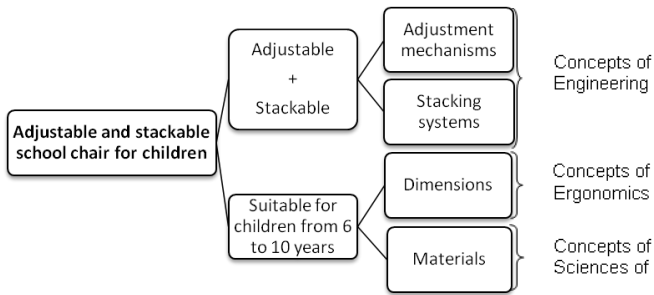 Adjustable and stackable
school chair for children
Adjustable
+
Stackable
Suitable for
children from 6
to 10 years
Adjustment
mechanisms
Stacking
systems
Dimensions
Materials
Concepts of
Engineering
Concepts of
Ergonomics
Concepts of
Sciences of